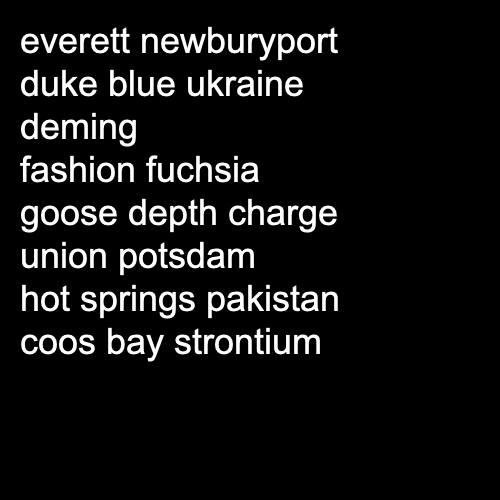 everett newburyport
duke blue ukraine
deming
fashion fuchsia
goose depth charge
union potsdam
hot springs pakistan
coos bay strontium